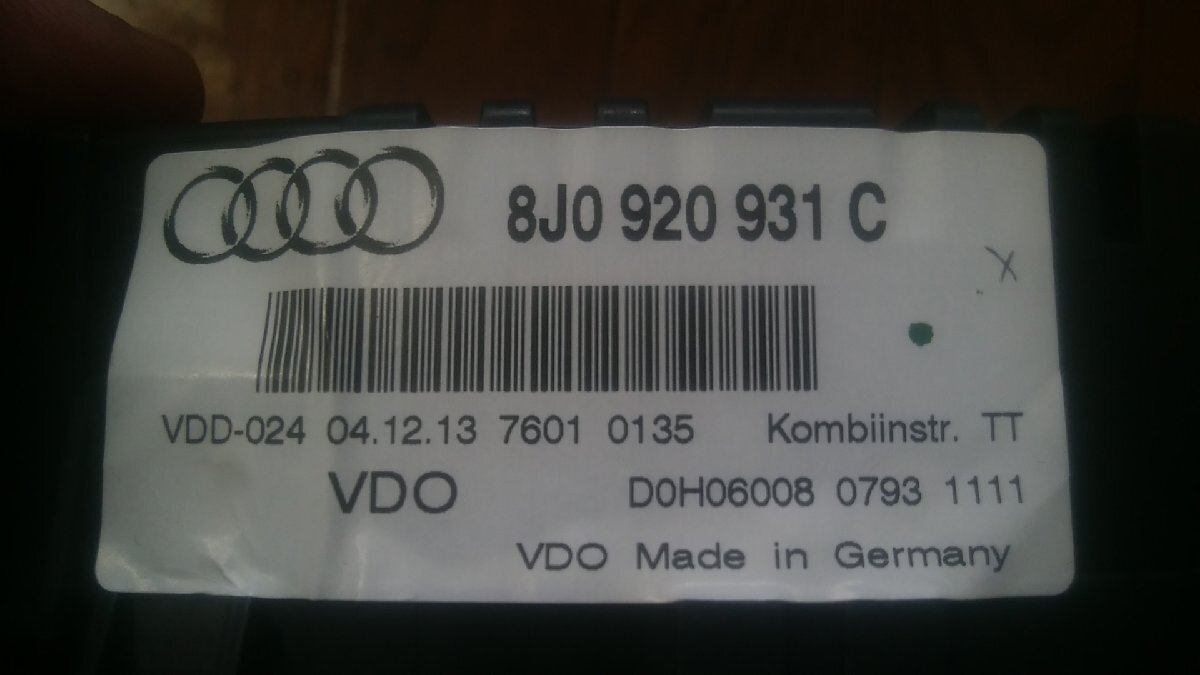 8J0 920 931 C
X
VDD-024 04.12.13 7601 0135 Kombiinstr. TT
VDO D0H06008 0793 1111
VDO Made in Germany